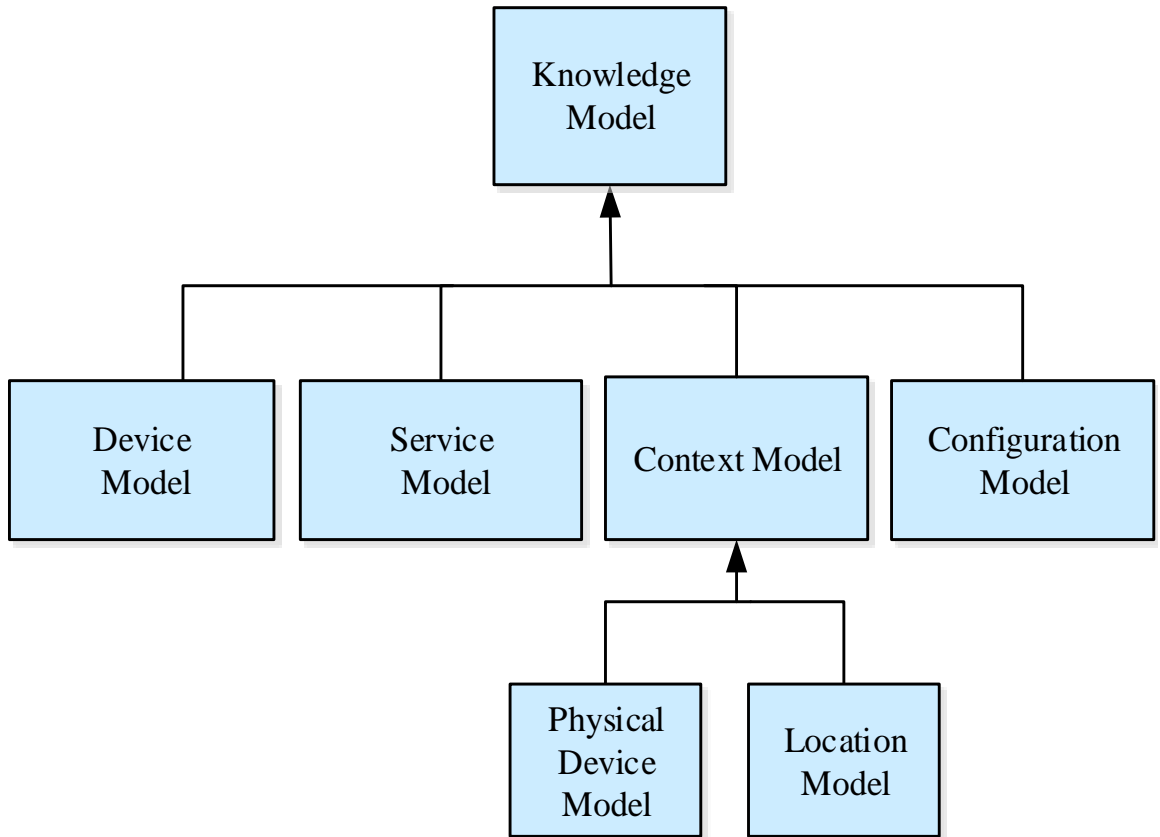 Knowledge
Model
Device
Model
Service
Model
Context Model
Configuration
Model
Physical
Device
Model
Location
Model